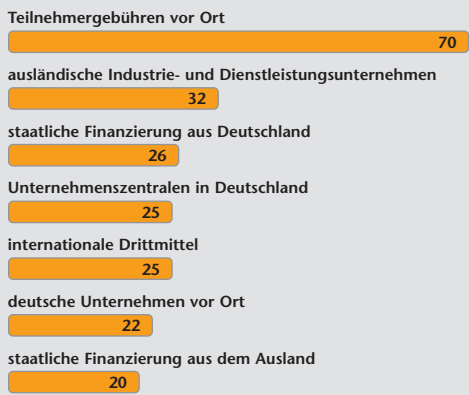 Teilnehmergebühren vor Ort
70
ausländische Industrie- und Dienstleistungsunternehmen
32
staatliche Finanzierung aus Deutschland
26
Unternehmenszentralen in Deutschland
25
internationale Drittmittel
25
deutsche Unternehmen vor Ort
22
staatliche Finanzierung aus dem Ausland
20